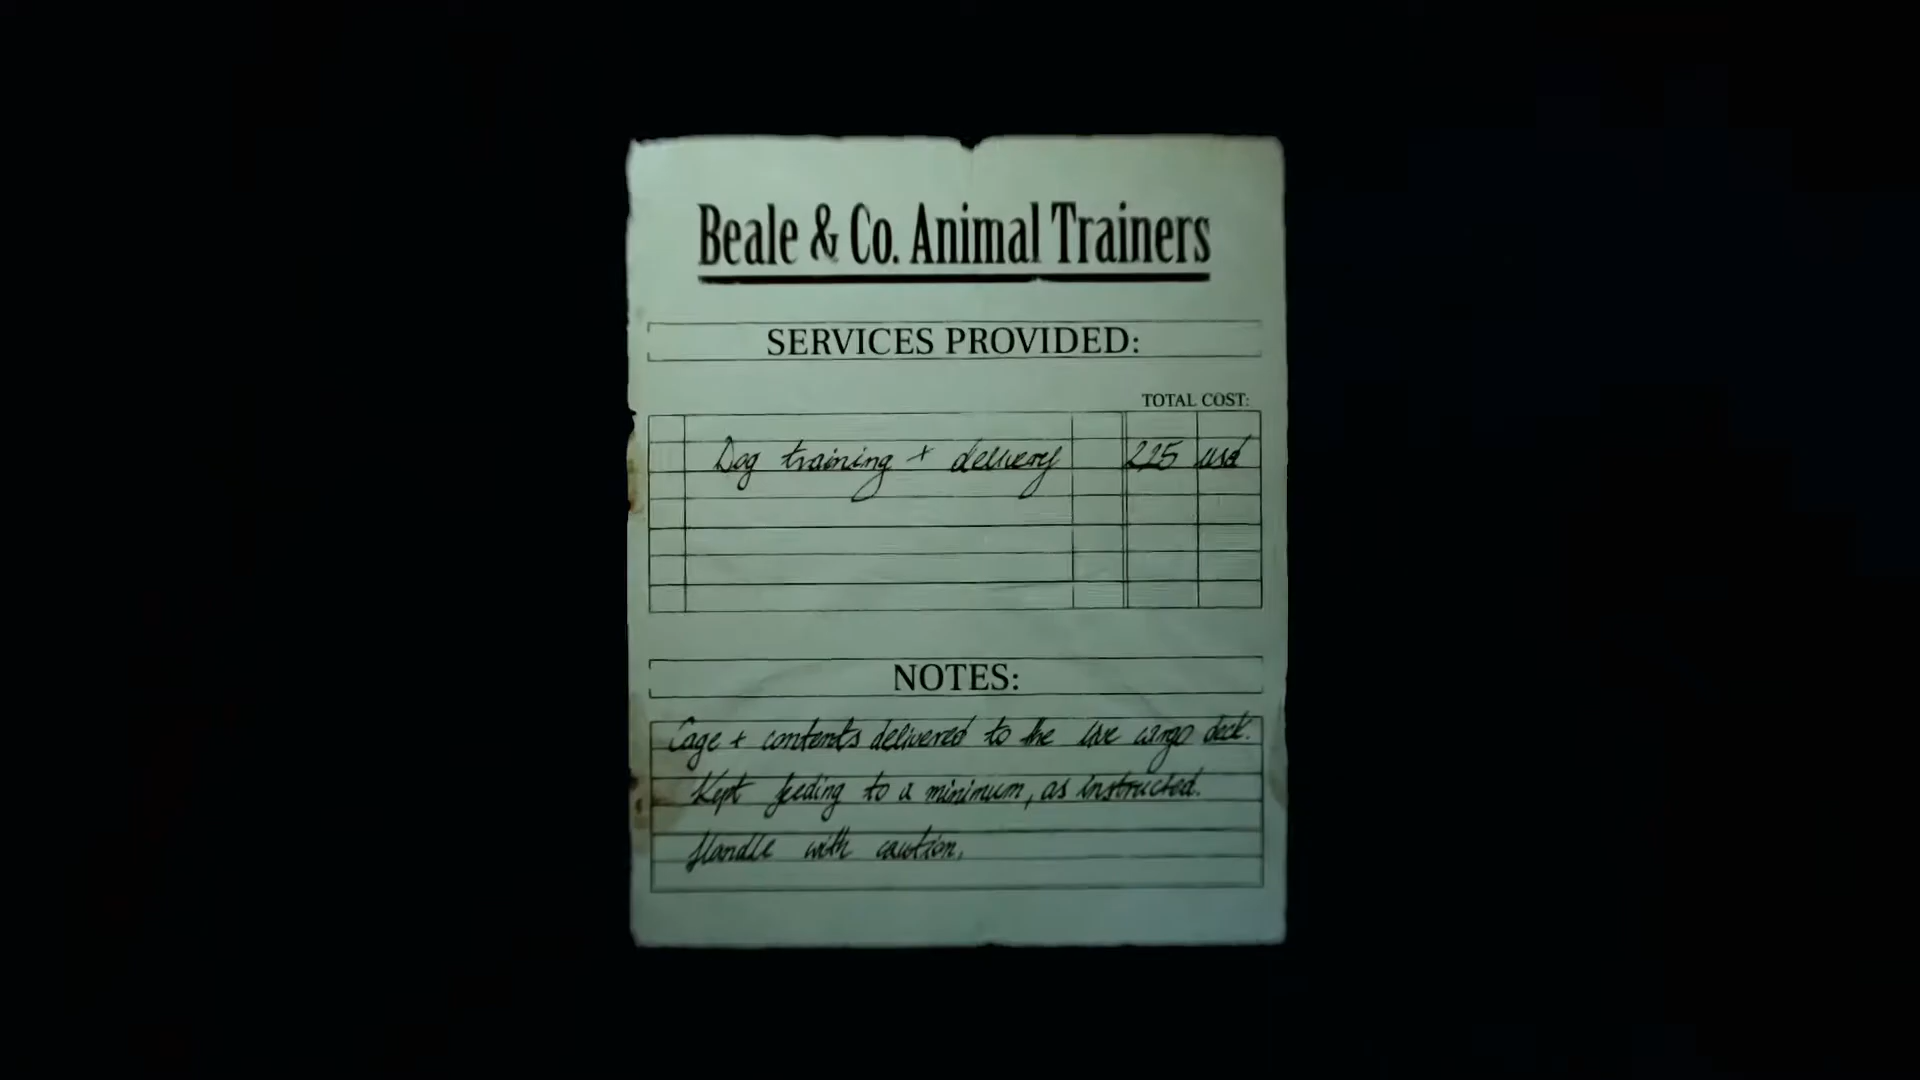 Beale & Co. Animal Trainers
SERVICES PROVIDED:
TOTAL COST:
Dog training + delivery 225 usd
NOTES:
Cage + contents delivered to the live cargo deck.
Kept feeding to a minimum, as instructed.
Handle with caution.